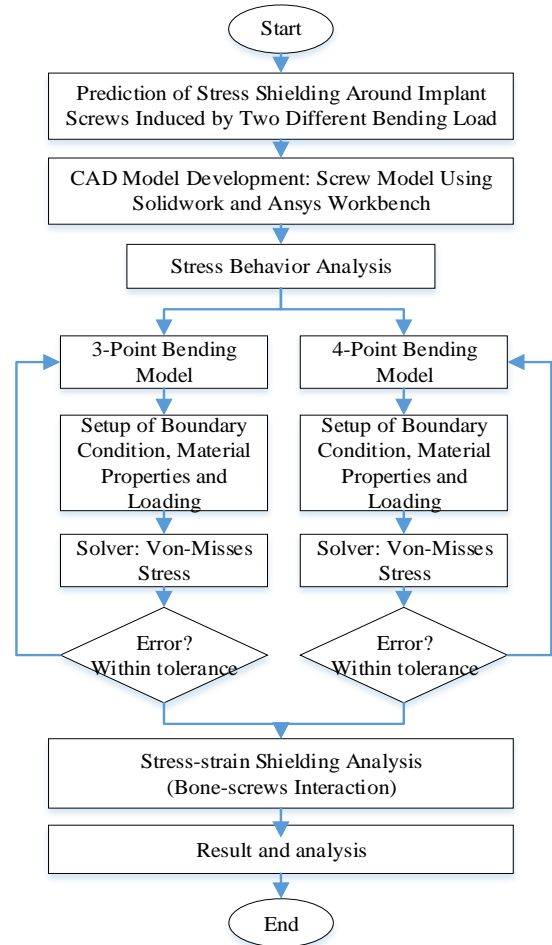 Start
Prediction of Stress Shielding Around Implant
Screws Induced by Two Different Bending Load
CAD Model Development: Screw Model Using
Solidwork and Ansys Workbench
Stress Behavior Analysis
3-Point Bending
Model
Setup of Boundary
Condition, Material
Properties and
Loading
Solver: Von-Misses
Stress
Error?
Within tolerance
4-Point Bending
Model
Setup of Boundary
Condition, Material
Properties and
Loading
Solver: Von-Misses
Stress
Error?
Within tolerance
Stress-strain Shielding Analysis
(Bone-screws Interaction)
Result and analysis
End